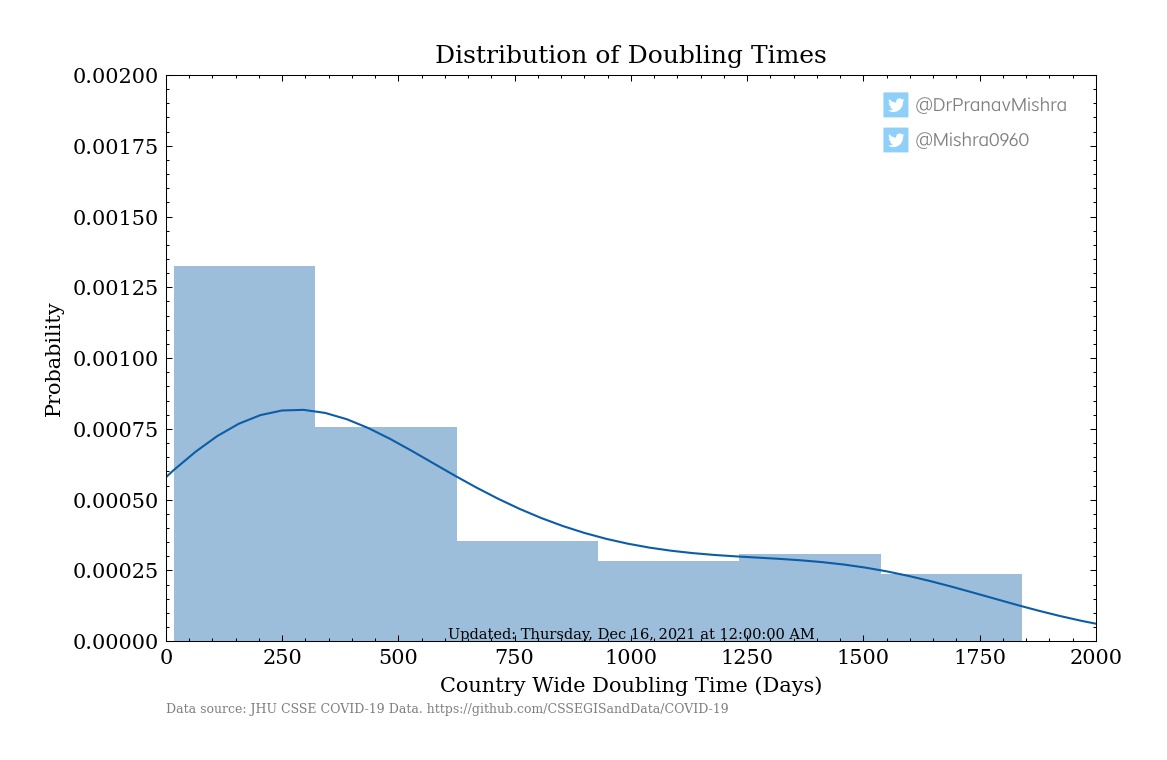 Distribution of Doubling Times
0.00200
0.00175
0.00150
0.00125
0.00100
0.00075
0.00050
0.00025
0.00000
Probability
@DrPranavMishra
@Mishra0960
Updated: Thursday, Dec 16, 2021 at 12:00:00 AM
0 250 500 750 1000 1250 1500 1750 2000
Country Wide Doubling Time (Days)
Data source: JHU CSSE COVID-19 Data. https://github.com/CSSEGISandData/COVID-19